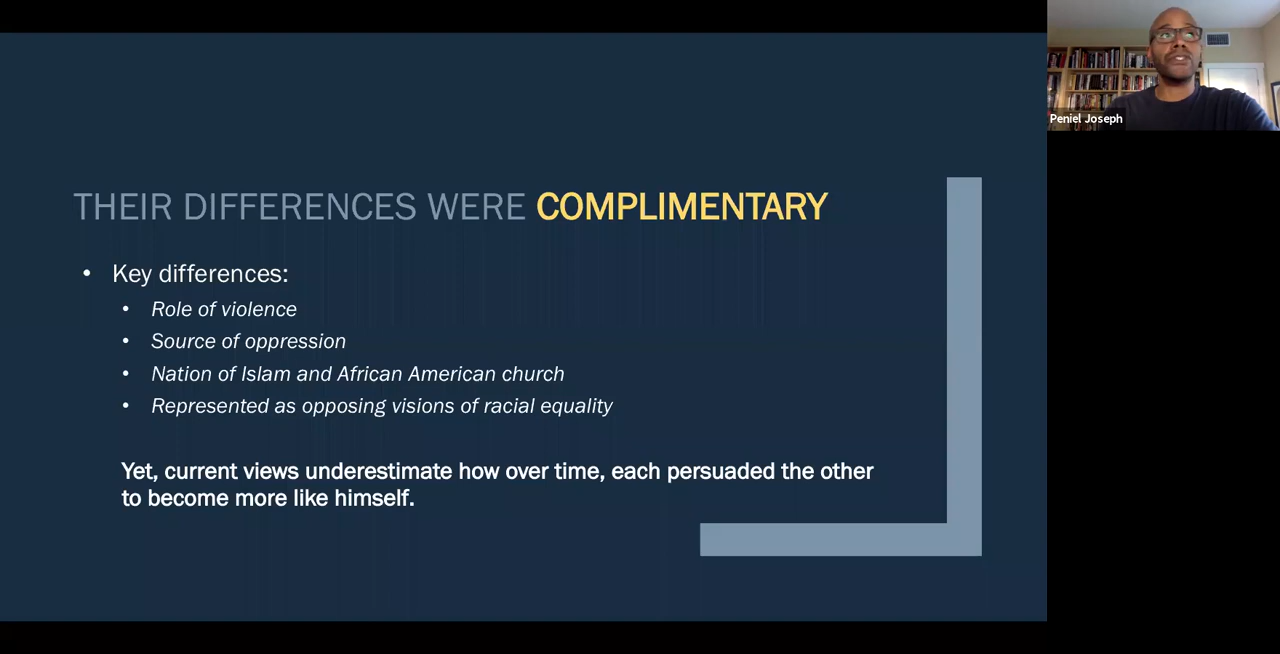 THEIR DIFFERENCES WERE COMPLIMENTARY
• Key differences:
• Role of violence
• Source of oppression
• Nation of Islam and African American church
• Represented as opposing visions of racial equality
Yet, current views underestimate how over time, each persuaded the other
to become more like himself.
Peniel Joseph